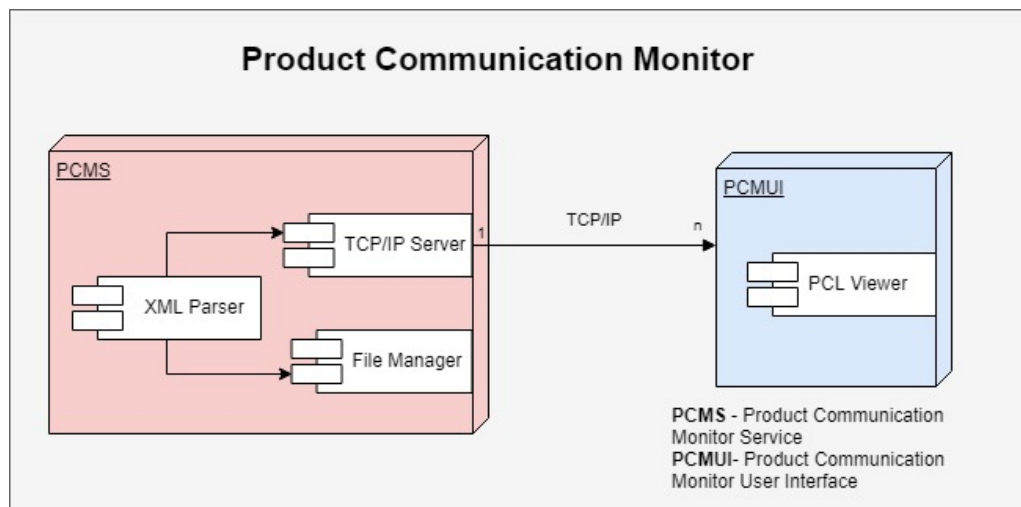 Product Communication Monitor
PCMS
TCP/IP Server
XML Parser
File Manager
1
TCP/IP
n
PCMUI
PCL Viewer
PCMS - Product Communication
Monitor Service
PCMUI- Product Communication
Monitor User Interface